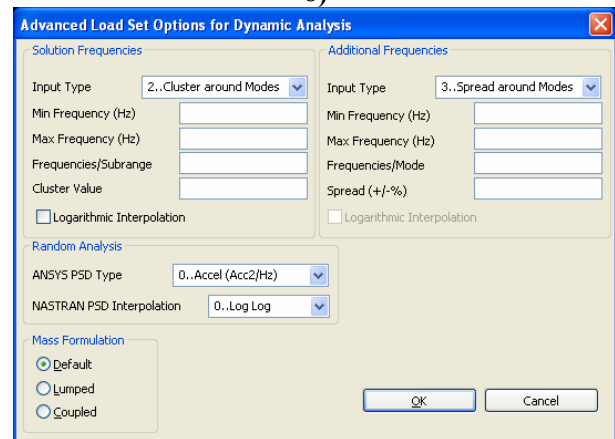 Advanced Load Set Options for Dynamic Analysis
Solution Frequencies
Input Type 2..Cluster around Modes
Min Frequency (Hz)
Max Frequency (Hz)
Frequencies/Subrange
Cluster Value
Logarithmic Interpolation
Additional Frequencies
Input Type 3..Spread around Modes
Min Frequency (Hz)
Max Frequency (Hz)
Frequencies/Mode
Spread (+/-%)
Logarithmic Interpolation
Random Analysis
ANSYS PSD Type 0..Accel (Acc2/Hz)
NASTRAN PSD Interpolation 0..Log Log
Mass Formulation
Default
Lumped
Coupled
OK Cancel